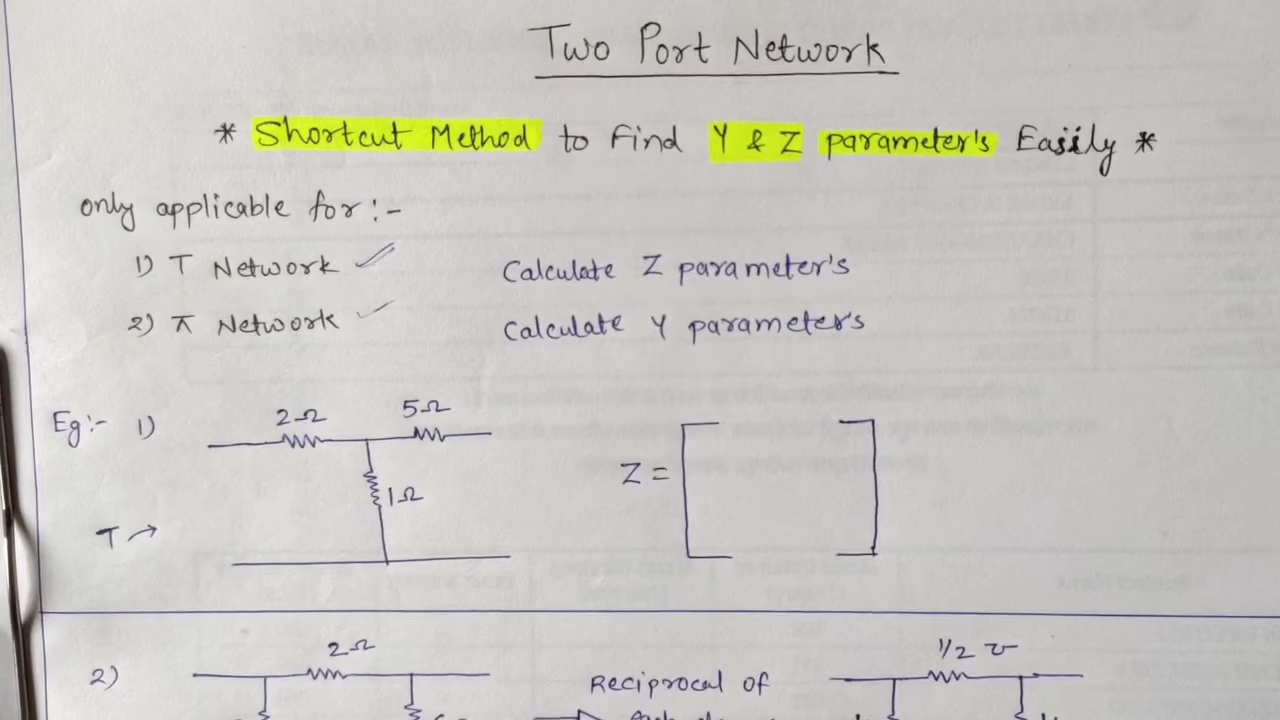 Two Port Network
* Shortcut Method to Find Y & Z parameter's Easily *
only applicable for:-
1) T Network ✓ Calculate Z parameter's
2) π Network ✓ Calculate Y parameters
Eg:- 1) 2Ω 5Ω
1Ω
Z =
T →
2) 2Ω Reciprocal of 1/2 ℧